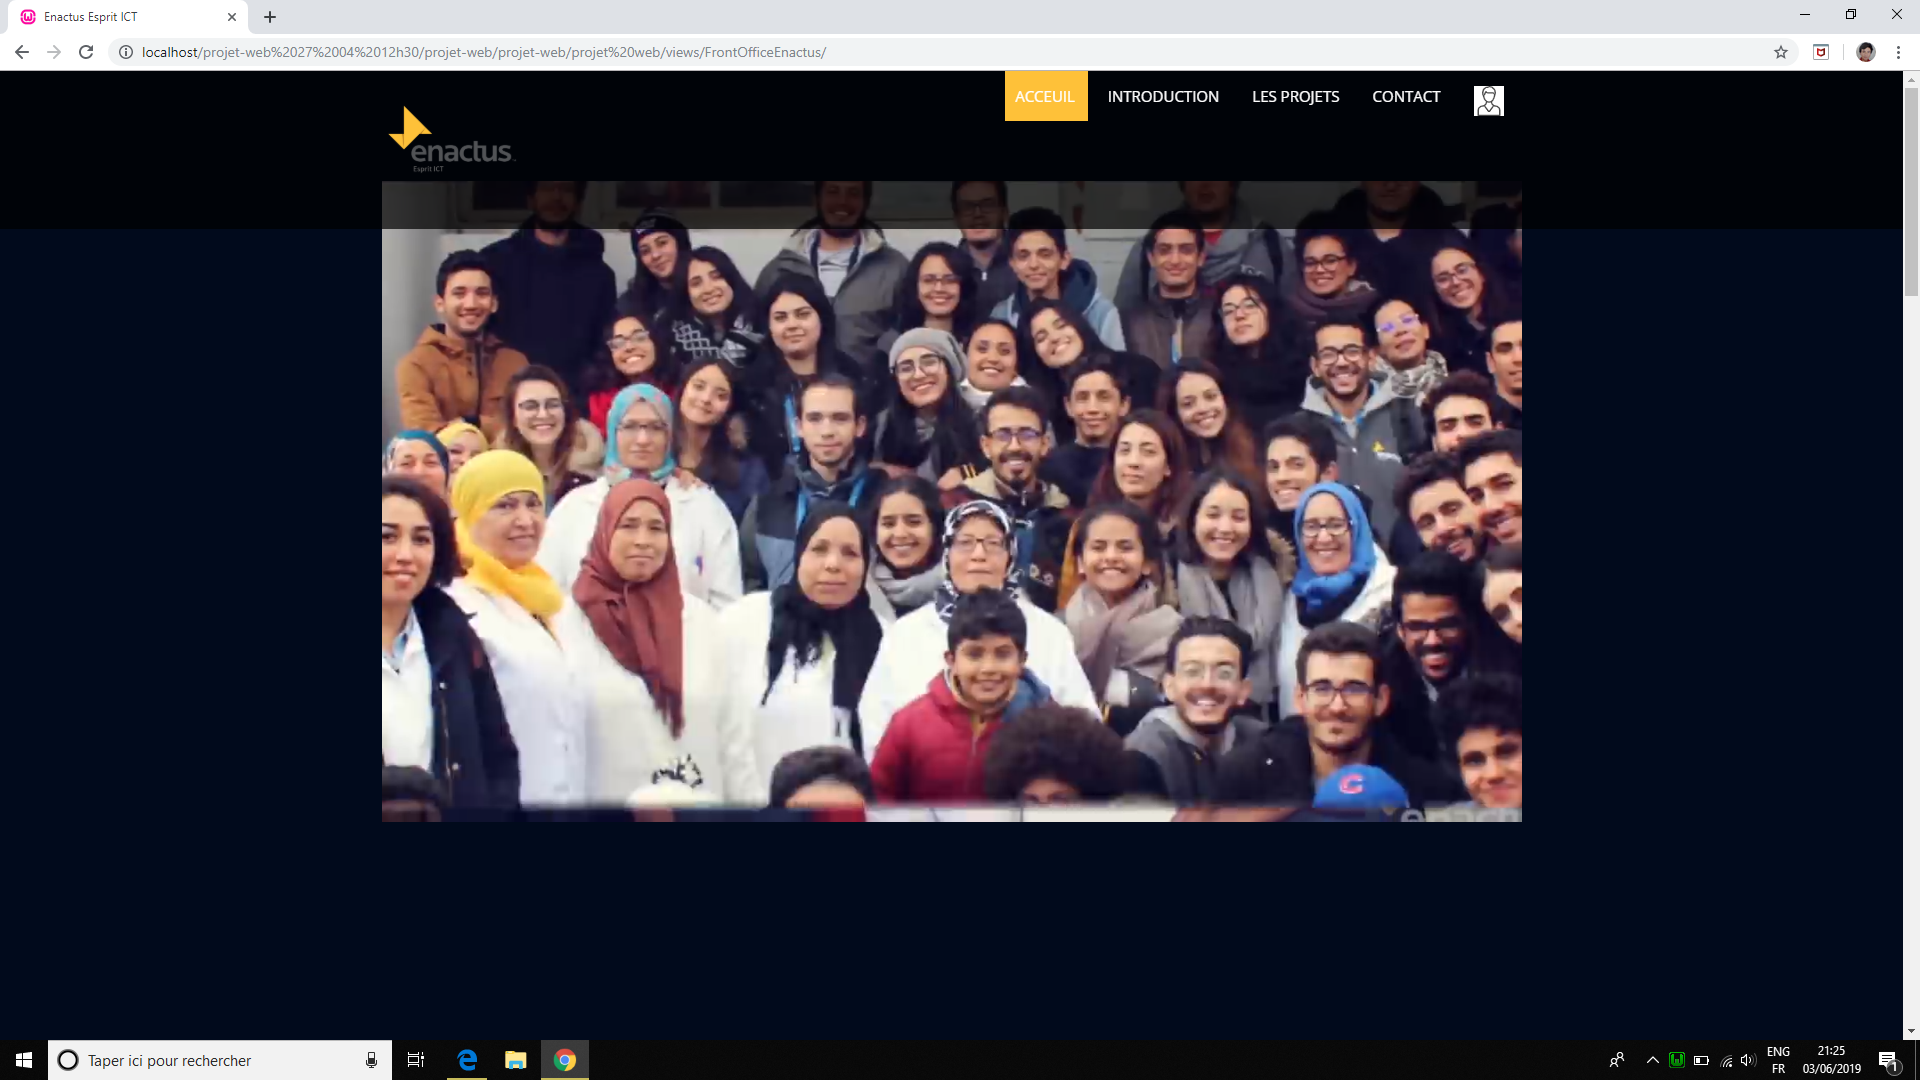 Enactus Esprit ICT
localhost/projet-web%2027%2004%2012h30/projet-web/projet-web/projet%20web/views/FrontOfficeEnactus/
ACCEUIL INTRODUCTION LES PROJETS CONTACT
enactus
Esprit ICT
C
Taper ici pour rechercher
ENG
FR
21:25
03/06/2019
1